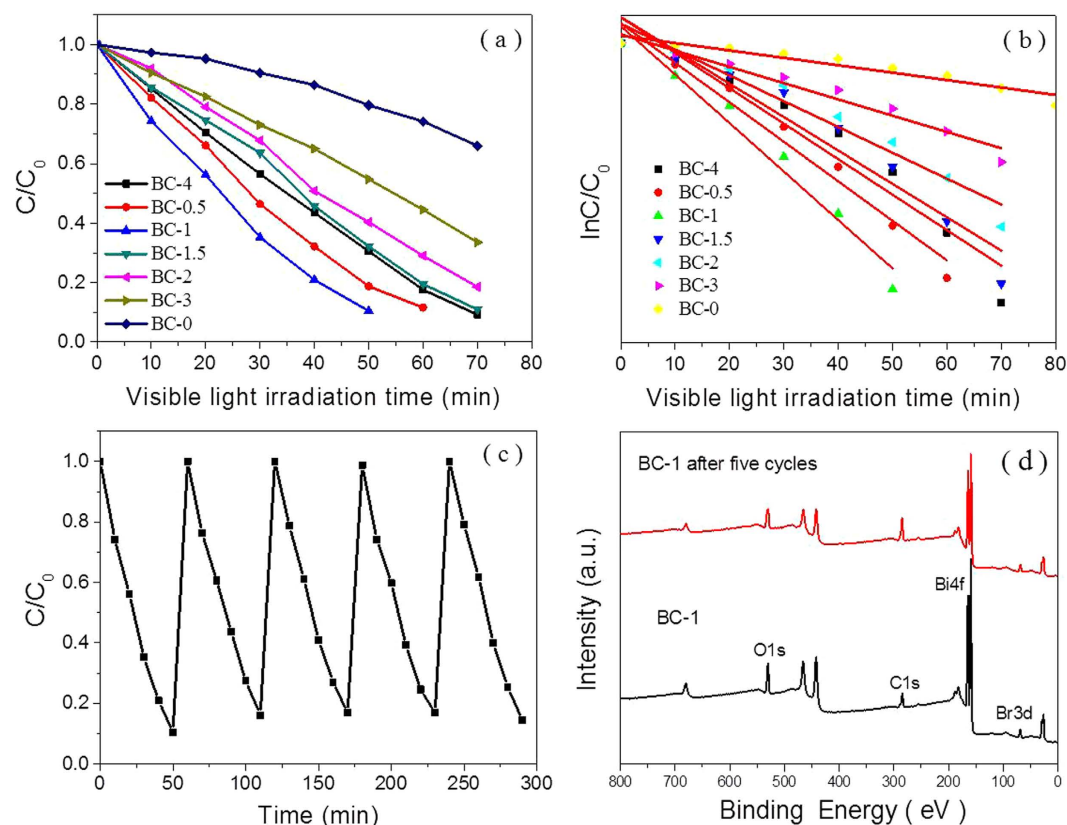 ( a )
1.0
0.8
0.6
0.4
0.2
0.0
C/C0
BC-4
BC-0.5
BC-1
BC-1.5
BC-2
BC-3
BC-0
0 10 20 30 40 50 60 70 80
Visible light irradiation time (min)
( b )
lnC/C0
BC-4
BC-0.5
BC-1
BC-1.5
BC-2
BC-3
BC-0
0 10 20 30 40 50 60 70 80
Visible light irradiation time (min)
( c )
1.0
0.8
0.6
0.4
0.2
0.0
C/C0
0 50 100 150 200 250 300
Time (min)
( d )
BC-1 after five cycles
Intensity (a.u.)
Bi4f
BC-1
O1s
C1s
Br3d
800 700 600 500 400 300 200 100 0
Binding Energy ( eV )